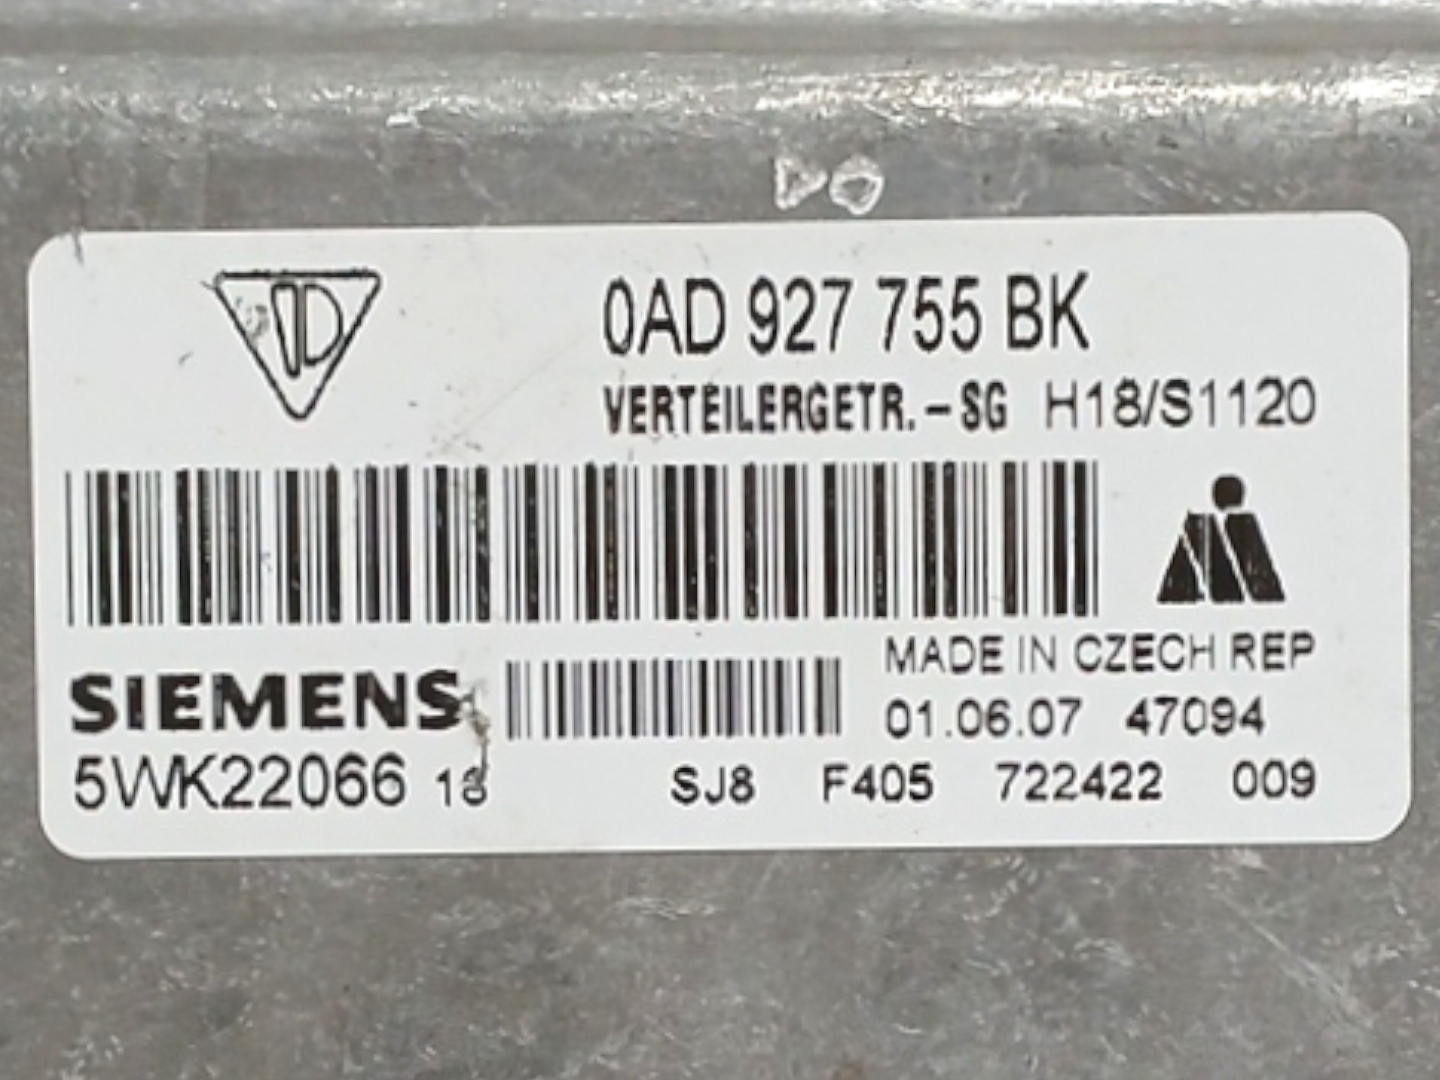 0AD 927 755 BK
VERTEILERGETR.-SG H18/S1120
SIEMENS
MADE IN CZECH REP
01.06.07 47094
5WK22066
SJ8 F405 722422 009